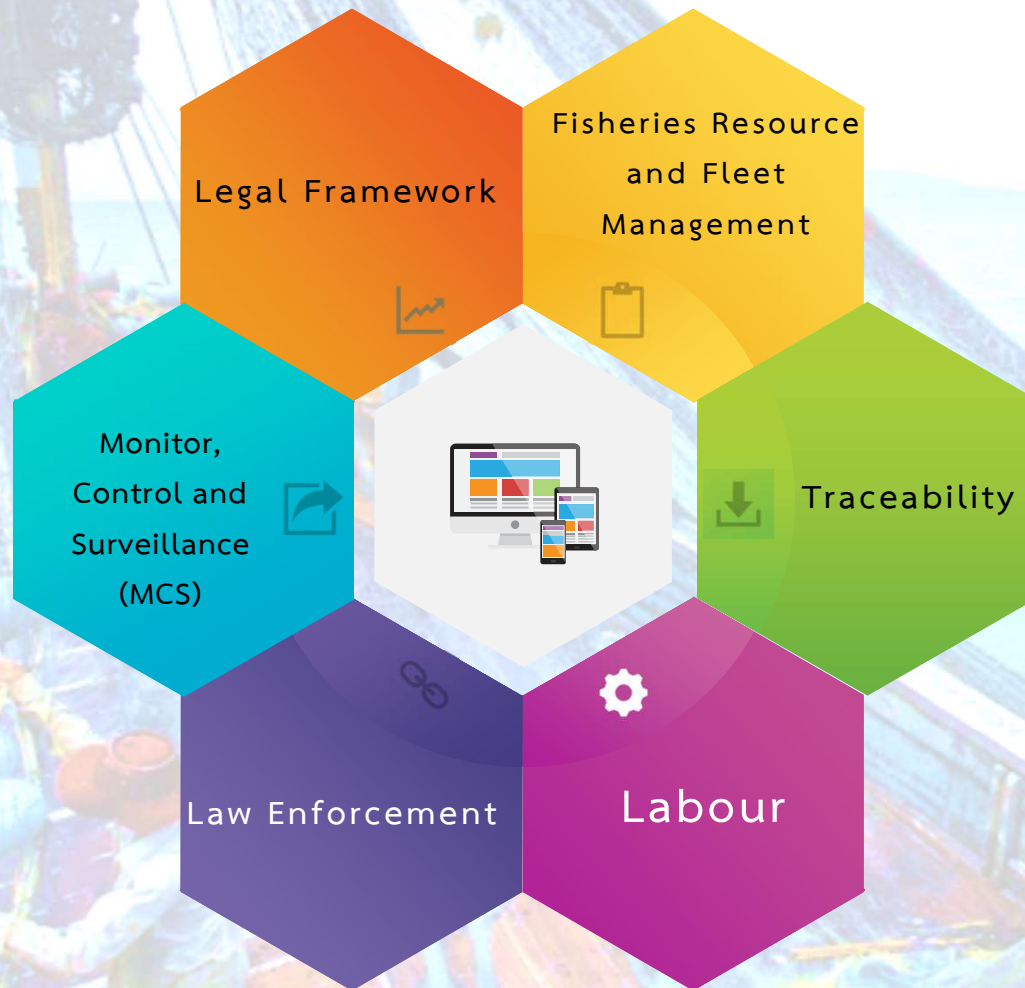 Legal Framework
Fisheries Resource
and Fleet
Management
Monitor,
Control and
Surveillance
(MCS)
Traceability
Law Enforcement
Labour